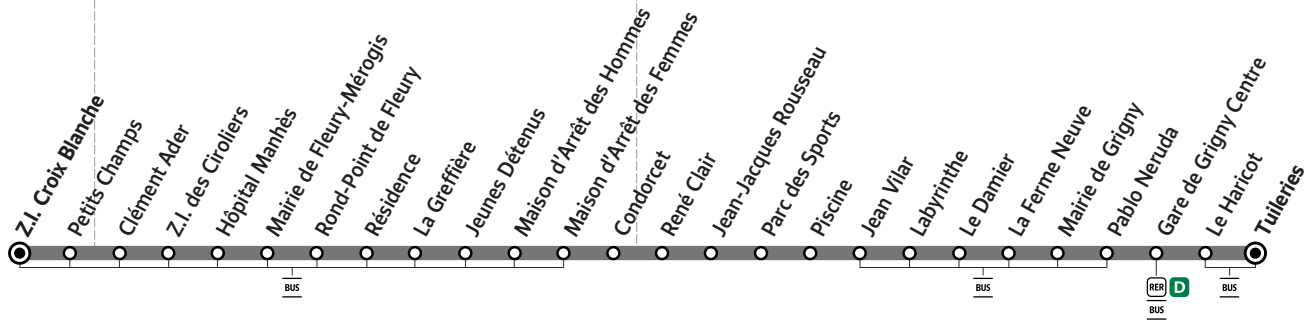 Z.I. Croix Blanche
Petits Champs
Clément Ader
Z.I. des Ciroliers
Hôpital Manhès
Mairie de Fleury-Mérogis
Rond-Point de Fleury
Résidence
La Greffière
Jeunes Détenus
Maison d'Arrêt des Hommes
Maison d'Arrêt des Femmes
Condorcet
René Clair
Jean-Jacques Rousseau
Parc des Sports
Piscine
Jean Vilar
Labyrinthe
Le Damier
La Ferme Neuve
Mairie de Grigny
Pablo Neruda
Gare de Grigny Centre
Le Haricot
Tuileries
BUS
BUS
RER D
BUS
BUS